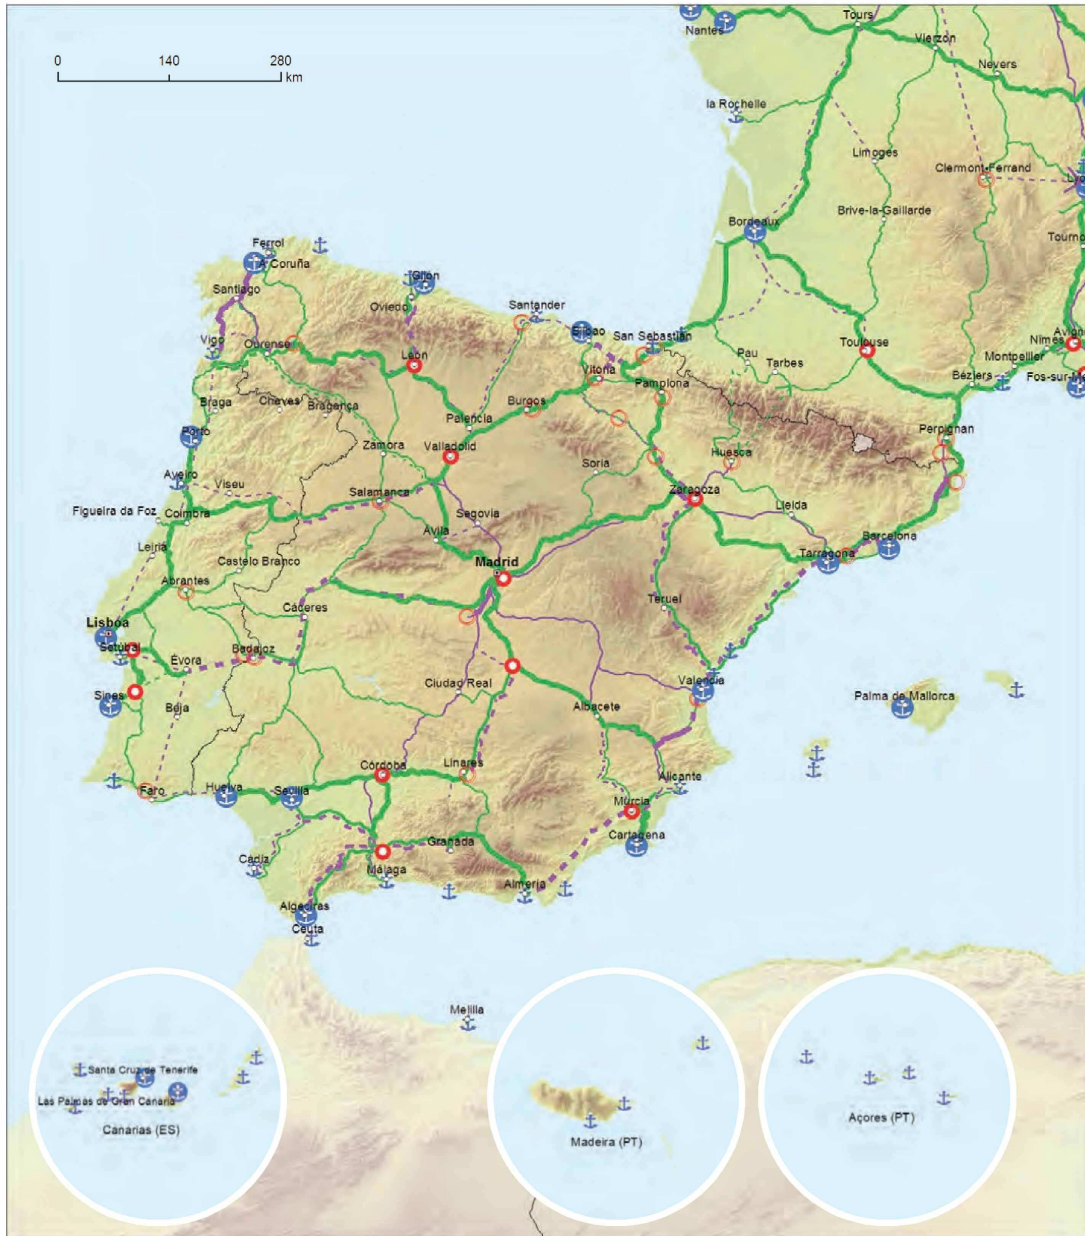 0 140 280
km
Nantes
Tours
Vierzon
Nevers
la Rochelle
Limoges
Clermont-Ferrand
Brive-la-Gaillarde
Bordeaux
Ferrol
A Coruña
Gijón
Santiago
Oviedo
Santander
Bilbao
San Sebastián
Toulouse
Nîmes
Vigo
Ourense
León
Vitoria
Pau
Tarbes
Montpellier
Béziers
Pamplona
Braga
Chaves
Bragença
Palencia
Burgos
Perpignan
Porto
Zamora
Valladolid
Huesca
Soria
Aveiro
Viseu
Salamanca
Zaragoza
Lleida
Figueira da Foz
Coimbra
Segovia
Ávila
Barcelona
Leiria
Castelo Branco
Madrid
Tarragona
Abrantes
Teruel
Cáceres
Lisboa
Setúbal
Évora
Badajoz
Valencia
Ciudad Real
Palma de Mallorca
Sines
Beja
Albacete
Córdoba
Linares
Alicante
Faro
Huelva
Sevilla
Murcia
Granada
Cartagena
Cádiz
Málaga
Almería
Algeciras
Ceuta
Melilla
Santa Cruz de Tenerife
Las Palmas de Gran Canaria
Canarias (ES)
Madeira (PT)
Açores (PT)